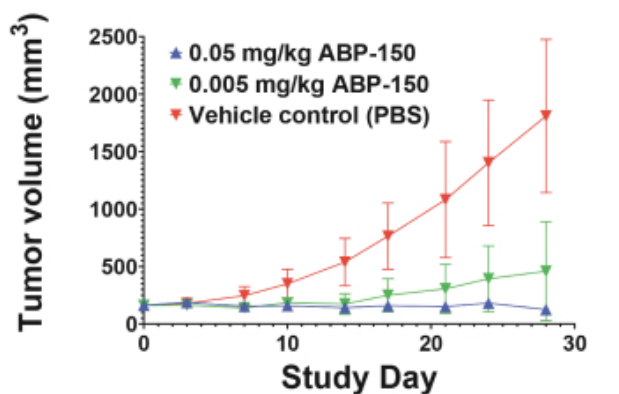 Tumor volume (mm³)
2500
2000
1500
1000
500
0
0.05 mg/kg ABP-150
0.005 mg/kg ABP-150
Vehicle control (PBS)
0 10 20 30
Study Day